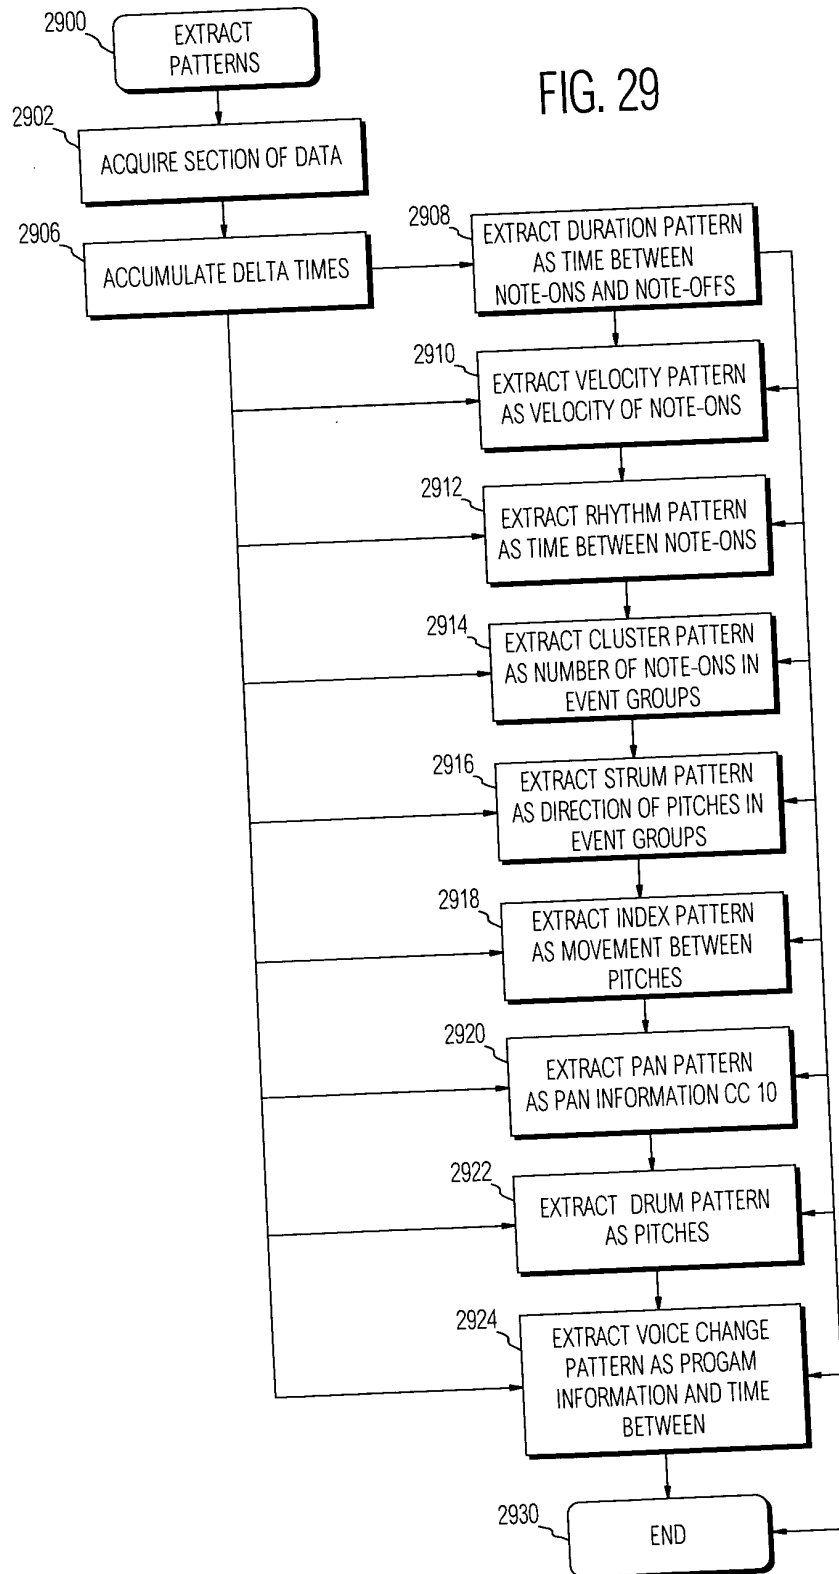 2900
EXTRACT
PATTERNS
FIG. 29
2902
ACQUIRE SECTION OF DATA
2906
ACCUMULATE DELTA TIMES
2908
EXTRACT DURATION PATTERN
AS TIME BETWEEN
NOTE-ONS AND NOTE-OFFS
2910
EXTRACT VELOCITY PATTERN
AS VELOCITY OF NOTE-ONS
2912
EXTRACT RHYTHM PATTERN
AS TIME BETWEEN NOTE-ONS
2914
EXTRACT CLUSTER PATTERN
AS NUMBER OF NOTE-ONS IN
EVENT GROUPS
2916
EXTRACT STRUM PATTERN
AS DIRECTION OF PITCHES IN
EVENT GROUPS
2918
EXTRACT INDEX PATTERN
AS MOVEMENT BETWEEN
PITCHES
2920
EXTRACT PAN PATTERN
AS PAN INFORMATION CC 10
2922
EXTRACT DRUM PATTERN
AS PITCHES
2924
EXTRACT VOICE CHANGE
PATTERN AS PROGAM
INFORMATION AND TIME
BETWEEN
2930
END